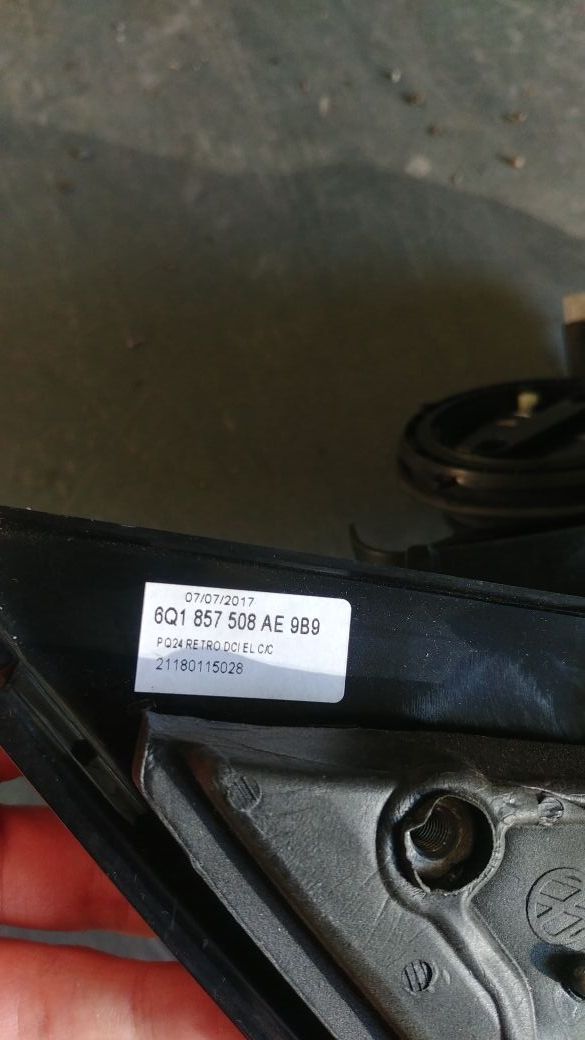 07/07/2017
6Q1 857 508 AE 9B9
PQ24 RETRO.DCI EL C/C
21180115028